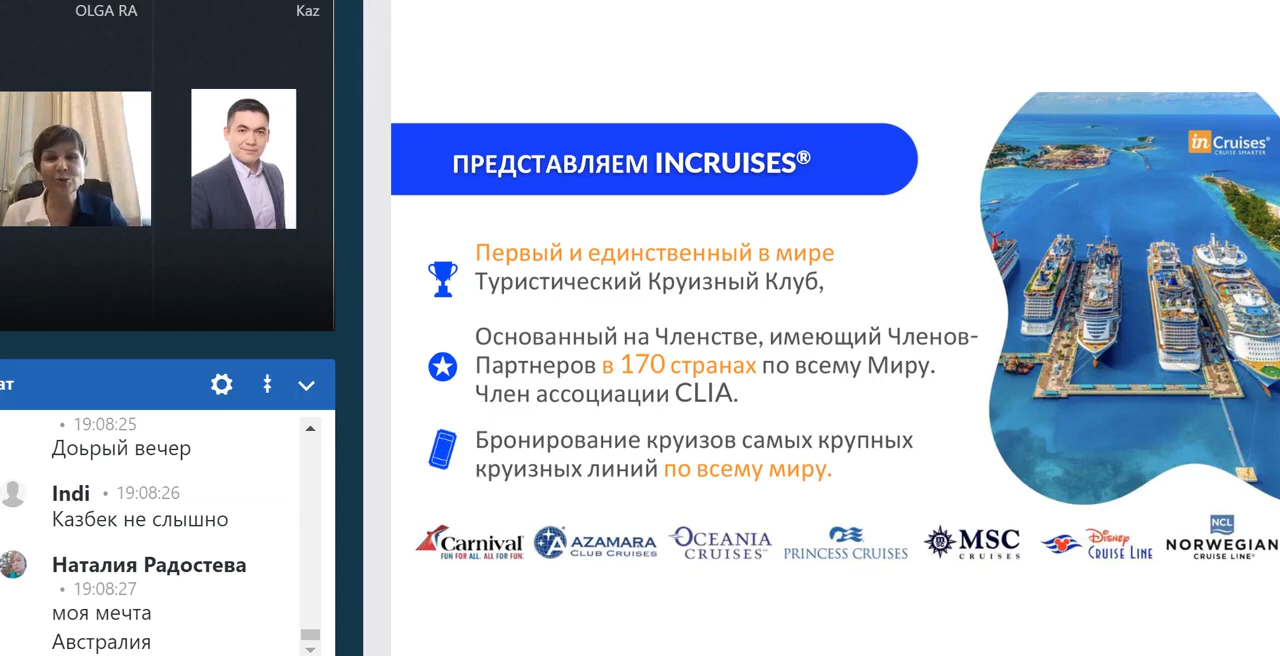 OLGA RA
Kaz
ат
• 19:08:25
Доьрый вечер
Indi • 19:08:26
Казбек не слышно
Наталия Радостева
• 19:08:27
моя мечта
Австралия
ПРЕДСТАВЛЯЕМ INCRUISES®
Первый и единственный в мире
Туристический Круизный Клуб,
Основанный на Членстве, имеющий Членов-
Партнеров в 170 странах по всему Миру.
Член ассоциации CLIA.
Бронирование круизов самых крупных
круизных линий по всему миру.
in Cruises®
CRUISE SMARTER
Carnival
FUN FOR ALL. ALL FOR FUN.
AZAMARA
CLUB CRUISES®
OCEANIA
CRUISES™
PRINCESS CRUISES
MSC
CRUISES
Disney
CRUISE LINE
NCL
NORWEGIAN
CRUISE LINE®